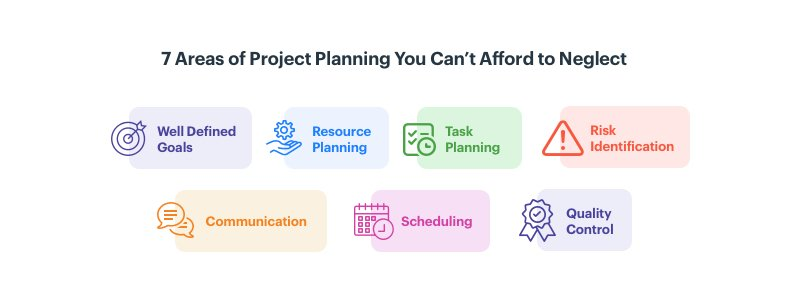 7 Areas of Project Planning You Can’t Afford to Neglect
Well Defined
Goals
Resource
Planning
Task
Planning
Risk
Identification
Communication
Scheduling
Quality
Control